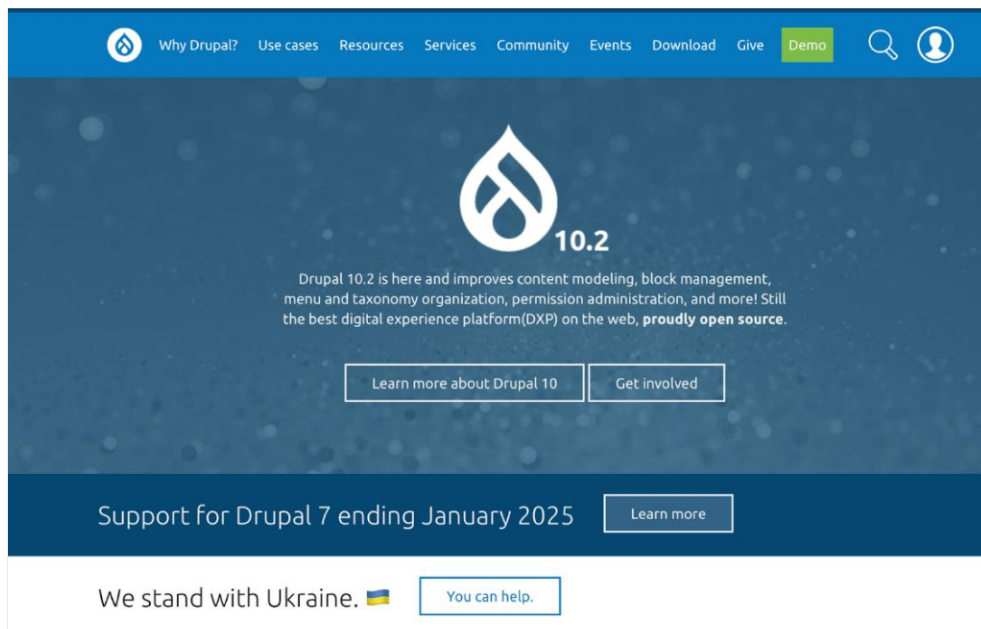 Why Drupal? Use cases Resources Services Community Events Download Give Demo
10.2
Drupal 10.2 is here and improves content modeling, block management,
menu and taxonomy organization, permission administration, and more! Still
the best digital experience platform(DXP) on the web, proudly open source.
Learn more about Drupal 10 Get involved
Support for Drupal 7 ending January 2025 Learn more
We stand with Ukraine. 🇺🇦 You can help.